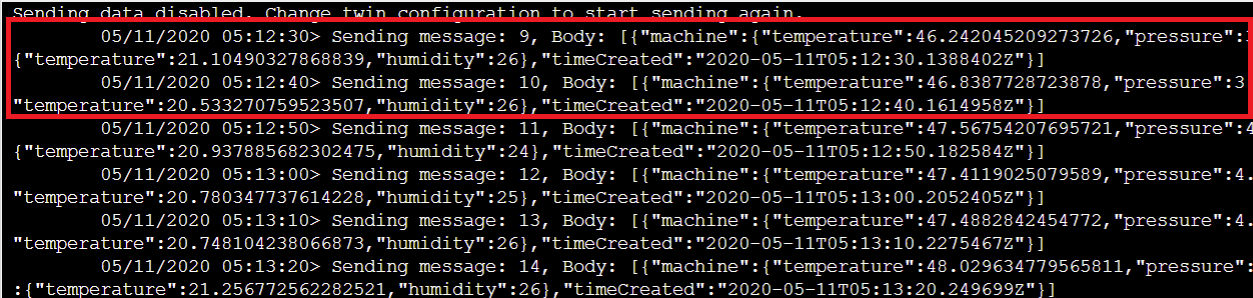 Sending data disabled. Change twin configuration to start sending again.
05/11/2020 05:12:30> Sending message: 9, Body: [{"machine":{"temperature":46.242045209273726,"pressure":
{"temperature":21.10490327868839,"humidity":26},"timeCreated":"2020-05-11T05:12:30.1388402Z"}]
05/11/2020 05:12:40> Sending message: 10, Body: [{"machine":{"temperature":46.8387728723878,"pressure":3
"temperature":20.533270759523507,"humidity":26},"timeCreated":"2020-05-11T05:12:40.1614958Z"}]
05/11/2020 05:12:50> Sending message: 11, Body: [{"machine":{"temperature":47.56754207695721,"pressure":4
{"temperature":20.937885682302475,"humidity":24},"timeCreated":"2020-05-11T05:12:50.182584Z"}]
05/11/2020 05:13:00> Sending message: 12, Body: [{"machine":{"temperature":47.4119025079589,"pressure":4.
"temperature":20.780347737614228,"humidity":25},"timeCreated":"2020-05-11T05:13:00.2052405Z"}]
05/11/2020 05:13:10> Sending message: 13, Body: [{"machine":{"temperature":47.4882842454772,"pressure":4.
"temperature":20.748104238066873,"humidity":26},"timeCreated":"2020-05-11T05:13:10.2275467Z"}]
05/11/2020 05:13:20> Sending message: 14, Body: [{"machine":{"temperature":48.029634779565811,"pressure"
:{"temperature":21.256772562282521,"humidity":26},"timeCreated":"2020-05-11T05:13:20.249699Z"}]